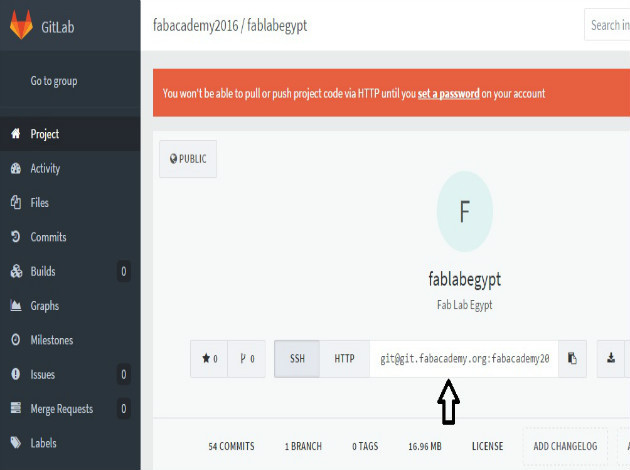 GitLab
fabacademy2016 / fablabegypt
Search in
Go to group
You won't be able to pull or push project code via HTTP until you set a password on your account
Project
PUBLIC
Activity
F
Files
Commits
fablabegypt
Builds 0
Fab Lab Egypt
Graphs
Milestones
0
0
SSH
HTTP
git@git.fabacademy.org:fabacademy20
Issues 0
Merge Requests 0
Labels
54 COMMITS
1 BRANCH
0 TAGS
16.96 MB
LICENSE
ADD CHANGELOG